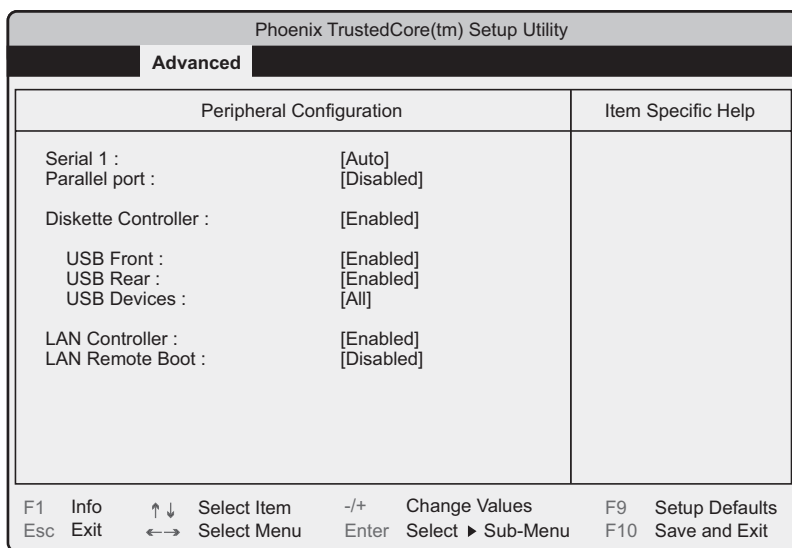 Phoenix TrustedCore(tm) Setup Utility
Advanced
Peripheral Configuration
Item Specific Help
Serial 1 : [Auto]
Parallel port : [Disabled]
Diskette Controller : [Enabled]
USB Front : [Enabled]
USB Rear : [Enabled]
USB Devices : [All]
LAN Controller : [Enabled]
LAN Remote Boot : [Disabled]
F1 Info ↑↓ Select Item -/+ Change Values F9 Setup Defaults
Esc Exit ←→ Select Menu Enter Select ▶ Sub-Menu F10 Save and Exit